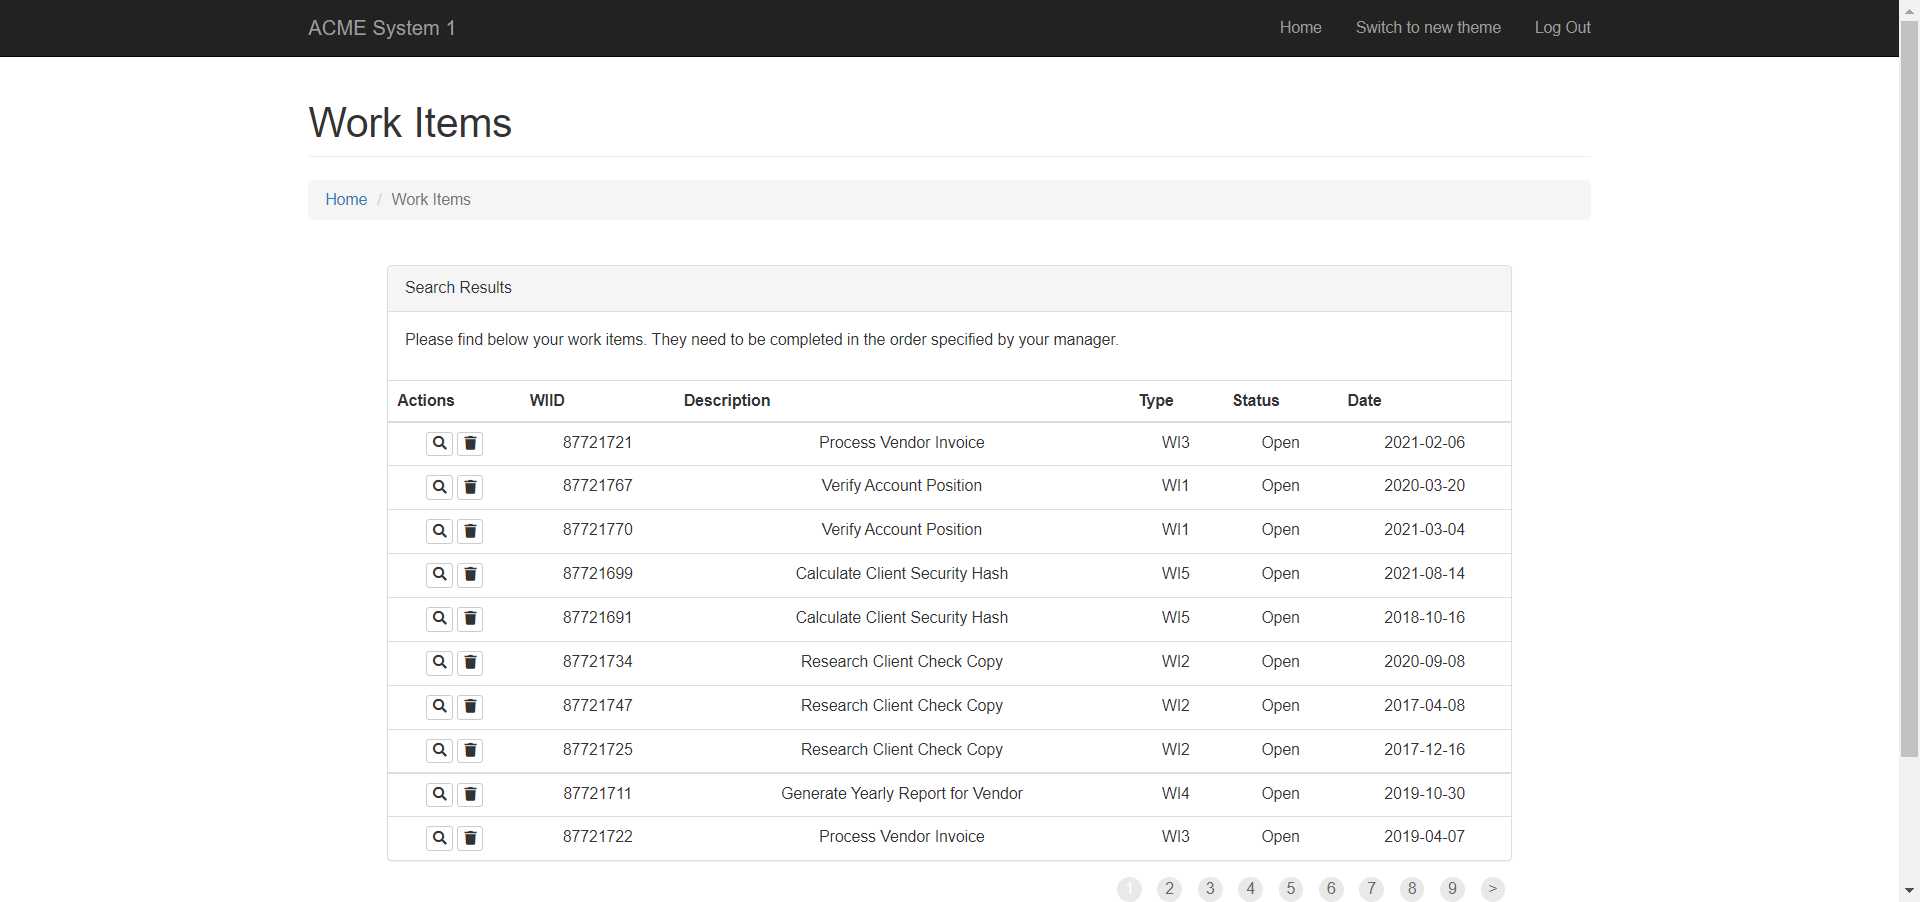 ACME System 1 Home Switch to new theme Log Out
Work Items
Home / Work Items
Search Results
Please find below your work items. They need to be completed in the order specified by your manager.
Actions WIID Description Type Status Date
87721721 Process Vendor Invoice WI3 Open 2021-02-06
87721767 Verify Account Position WI1 Open 2020-03-20
87721770 Verify Account Position WI1 Open 2021-03-04
87721699 Calculate Client Security Hash WI5 Open 2021-08-14
87721691 Calculate Client Security Hash WI5 Open 2018-10-16
87721734 Research Client Check Copy WI2 Open 2020-09-08
87721747 Research Client Check Copy WI2 Open 2017-04-08
87721725 Research Client Check Copy WI2 Open 2017-12-16
87721711 Generate Yearly Report for Vendor WI4 Open 2019-10-30
87721722 Process Vendor Invoice WI3 Open 2019-04-07
1 2 3 4 5 6 7 8 9 >